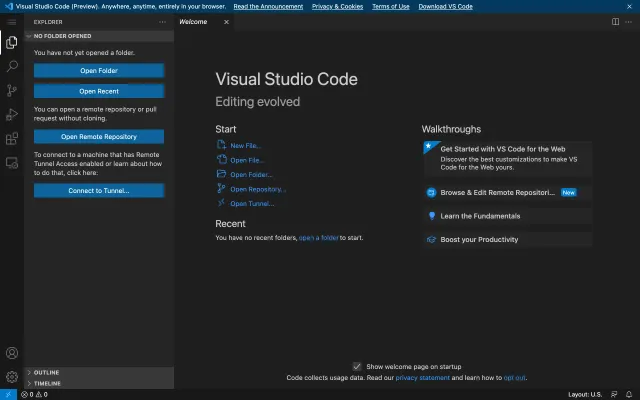 Visual Studio Code (Preview). Anywhere, anytime, entirely in your browser. Read the Announcement Privacy & Cookies Terms of Use Download VS Code
EXPLORER
Welcome
NO FOLDER OPENED
You have not yet opened a folder.
Open Folder
Open Recent
You can open a remote repository or pull
request without cloning.
Open Remote Repository
To connect to a machine that has Remote
Tunnel Access enabled or learn about how
to do that, click here:
Connect to Tunnel...
OUTLINE
TIMELINE
Visual Studio Code
Editing evolved
Start
New File...
Open File...
Open Folder...
Open Repository...
Open Tunnel...
Recent
You have no recent folders, open a folder to start.
Walkthroughs
Get Started with VS Code for the Web
Discover the best customizations to make VS
Code for the Web yours.
Browse & Edit Remote Repositori... New
Learn the Fundamentals
Boost your Productivity
Show welcome page on startup
Code collects usage data. Read our privacy statement and learn how to opt out.
0 0
Layout: U.S.